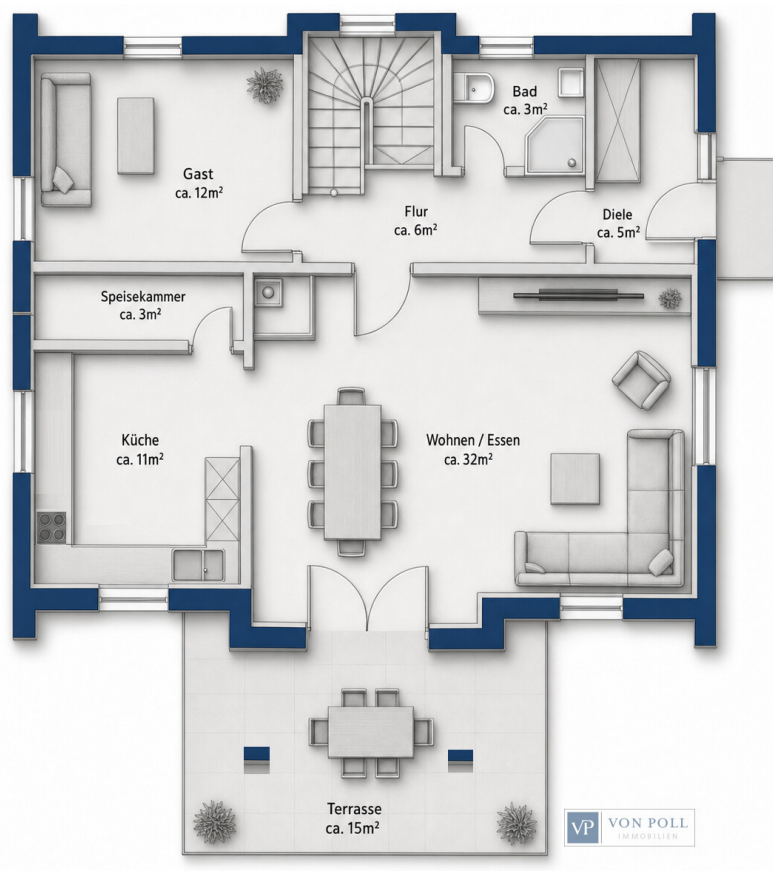 Bad
ca. 3m²
Gast
ca. 12m²
Flur
ca. 6m²
Diele
ca. 5m²
Speisekammer
ca. 3m²
Küche
ca. 11m²
Wohnen / Essen
ca. 32m²
Terrasse
ca. 15m²
VP
VON POLL
IMMOBILIEN